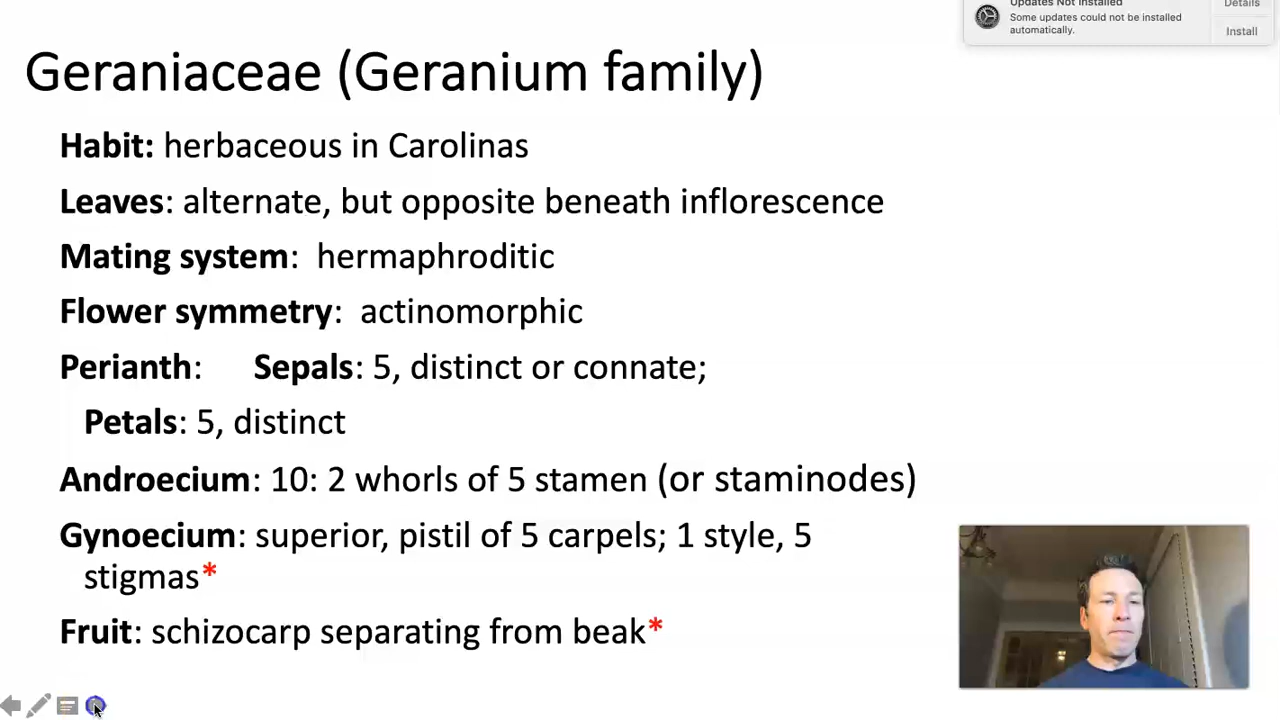 Updates Not Installed
Some updates could not be installed
automatically.
Details
Install
Geraniaceae (Geranium family)
Habit: herbaceous in Carolinas
Leaves: alternate, but opposite beneath inflorescence
Mating system: hermaphroditic
Flower symmetry: actinomorphic
Perianth: Sepals: 5, distinct or connate;
Petals: 5, distinct
Androecium: 10: 2 whorls of 5 stamen (or staminodes)
Gynoecium: superior, pistil of 5 carpels; 1 style, 5
stigmas*
Fruit: schizocarp separating from beak*